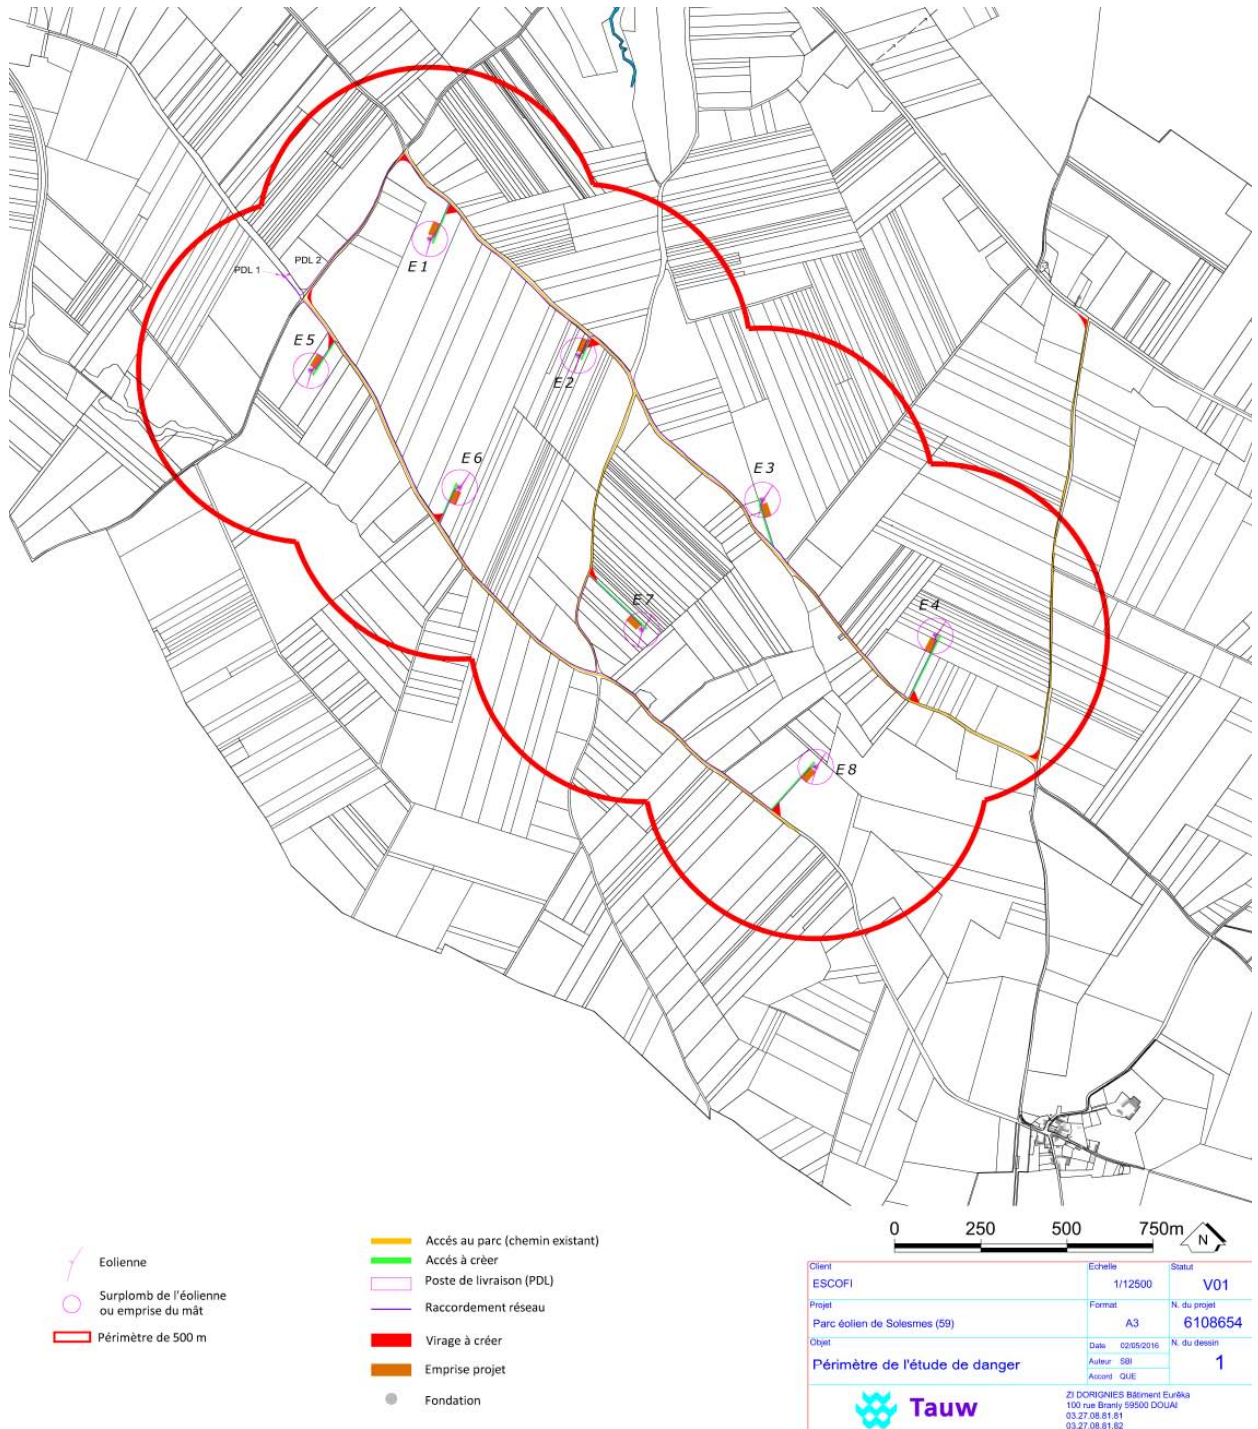 PDL 1
PDL 2
E 1
E 5
E 2
E 6
E 3
E 7
E 4
E 8
Eolienne
Surplomb de l'éolienne
ou emprise du mât
Périmètre de 500 m
Accés au parc (chemin existant)
Accés à crèer
Poste de livraison (PDL)
Raccordement réseau
Virage à créer
Emprise projet
Fondation
0 250 500 750m
N
Client
ESCOFI
Echelle
1/12500
Statut
V01
Projet
Parc éolien de Solesmes (59)
Format
A3
N. du projet
6108654
Objet
Périmètre de l'étude de danger
Date 02/05/2016
Auteur SBI
Accord QUE
N. du dessin
1
Tauw
ZI DORIGNIES Bâtiment Euréka
100 rue Branly 59500 DOUAI
03.27.08.81.81
03.27.08.81.82